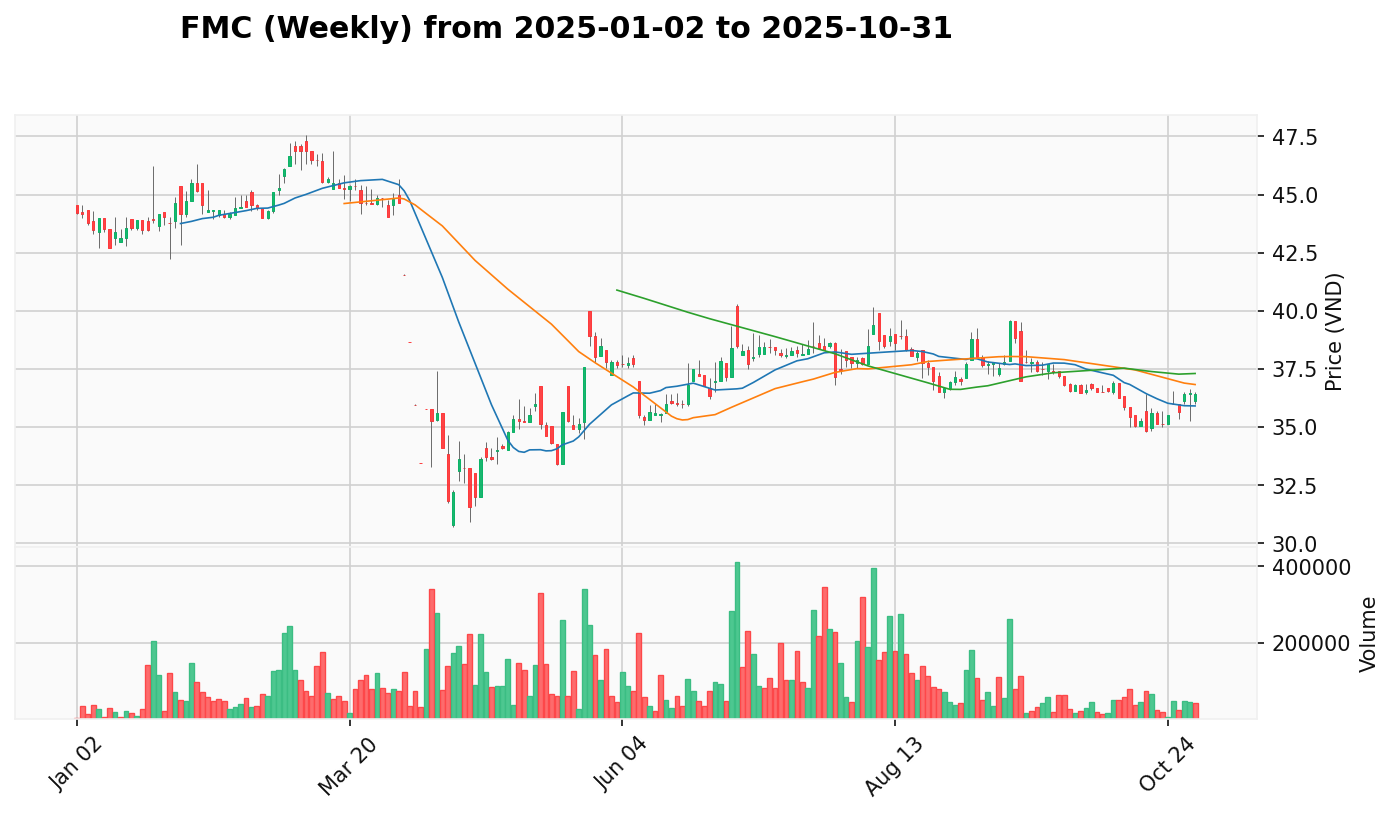 FMC (Weekly) from 2025-01-02 to 2025-10-31
47.5
45.0
42.5
40.0
37.5
35.0
32.5
30.0
Price (VND)
400000
200000
Volume
Jan 02
Mar 20
Jun 04
Aug 13
Oct 24